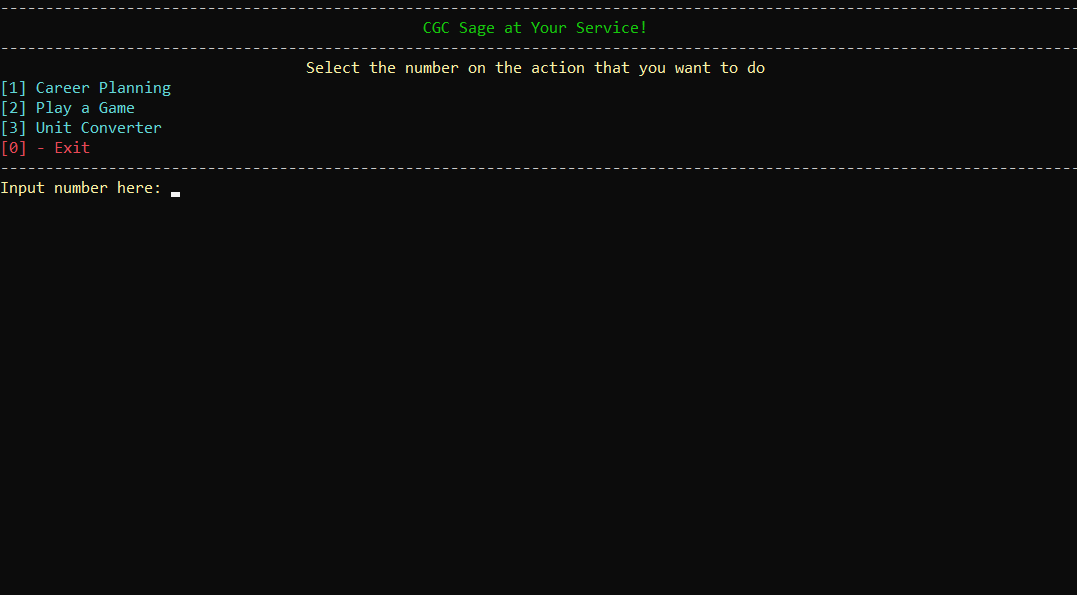 CGC Sage at Your Service!
Select the number on the action that you want to do
[1] Career Planning
[2] Play a Game
[3] Unit Converter
[0] - Exit
Input number here: